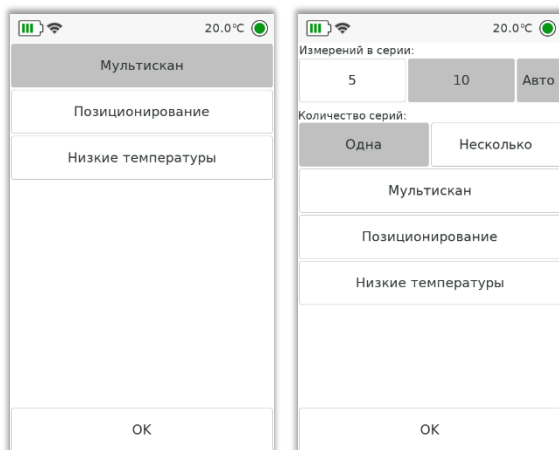 20.0℃
Мультискан
Позиционирование
Низкие температуры
OK
20.0℃
Измерений в серии:
5 10 Авто
Количество серий:
Одна Несколько
Мультискан
Позиционирование
Низкие температуры
OK